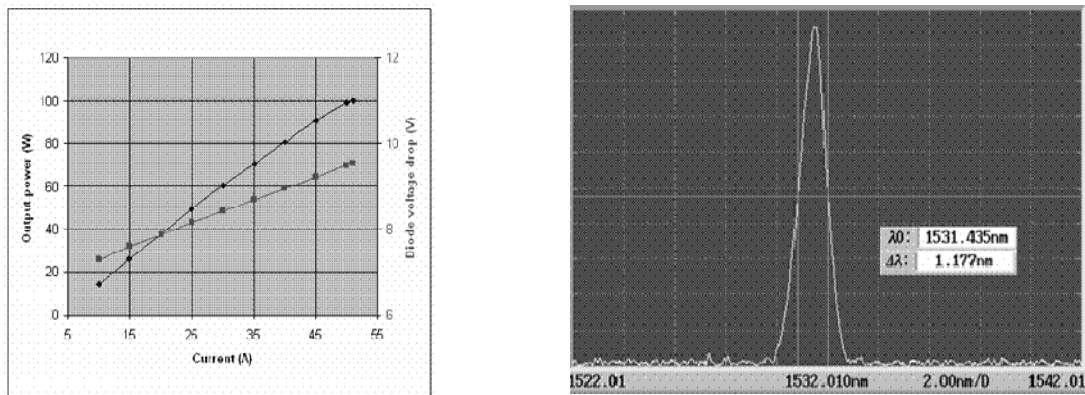 120
100
80
60
40
20
0
12
10
8
6
5 15 25 35 45 55
Output power (W)
Diode voltage drop (V)
Current (A)
λ0: 1531.435nm
Δλ: 1.177nm
1522.01 1532.010nm 2.00nm/D 1542.01